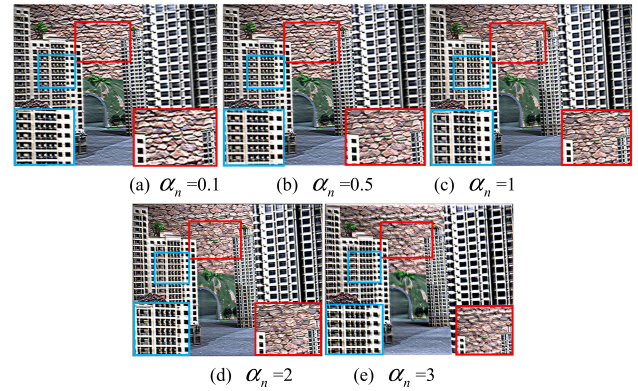 (a) αₙ =0.1 (b) αₙ =0.5 (c) αₙ =1
(d) αₙ =2 (e) αₙ =3